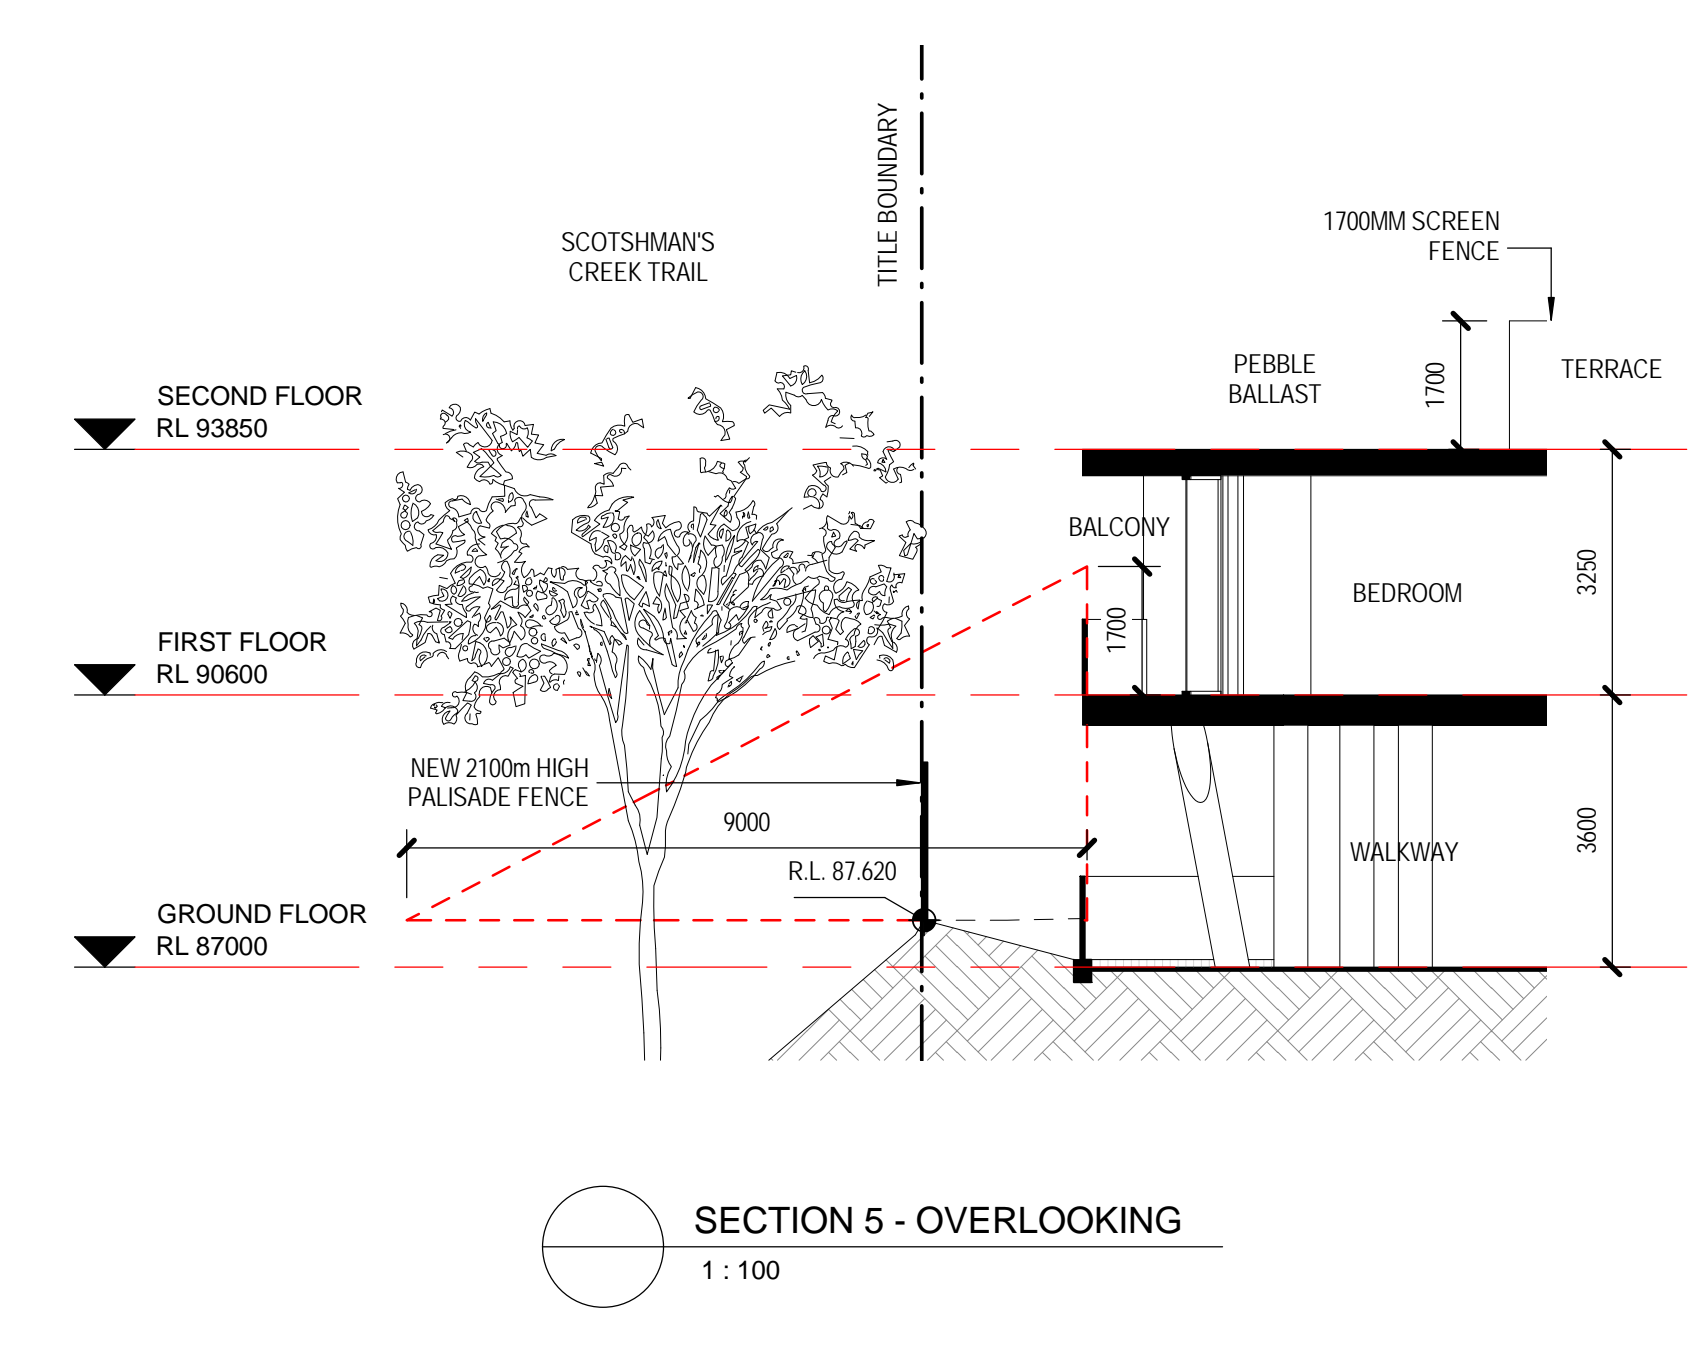 TITLE BOUNDARY
1700MM SCREEN
FENCE
SCOTSHMAN'S
CREEK TRAIL
PEBBLE
BALLAST
1700
TERRACE
SECOND FLOOR
RL 93850
BALCONY
3250
BEDROOM
1700
FIRST FLOOR
RL 90600
NEW 2100m HIGH
PALISADE FENCE
9000
3600
WALKWAY
R.L. 87.620
GROUND FLOOR
RL 87000
SECTION 5 - OVERLOOKING
1 : 100